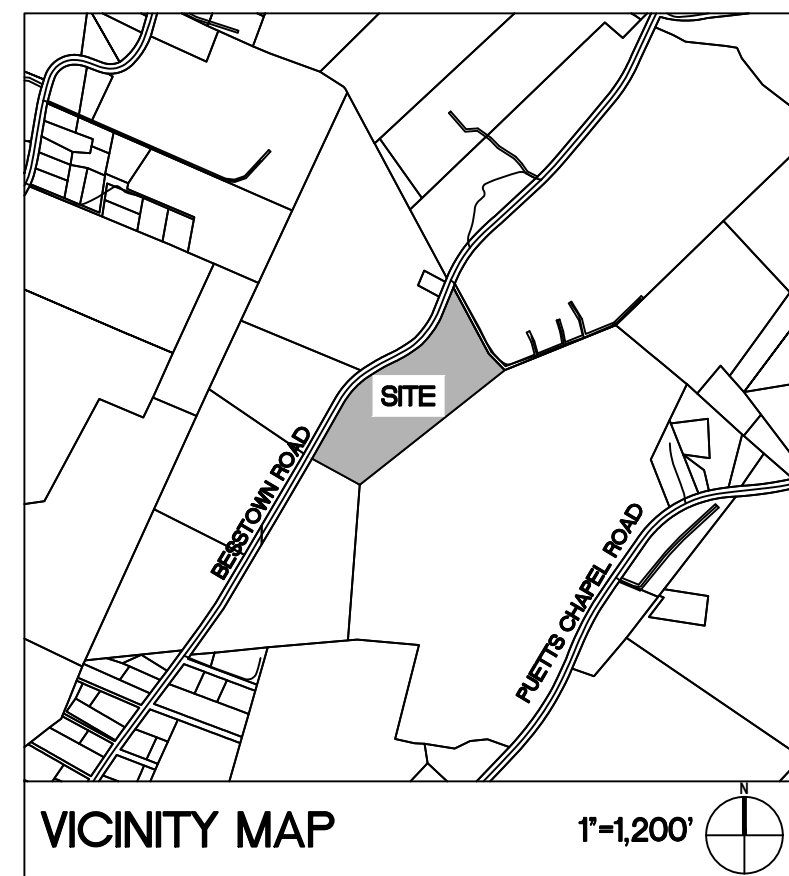 SITE
BESSTOWN ROAD
PUETTS CHAPEL ROAD
VICINITY MAP
1"=1,200'
N